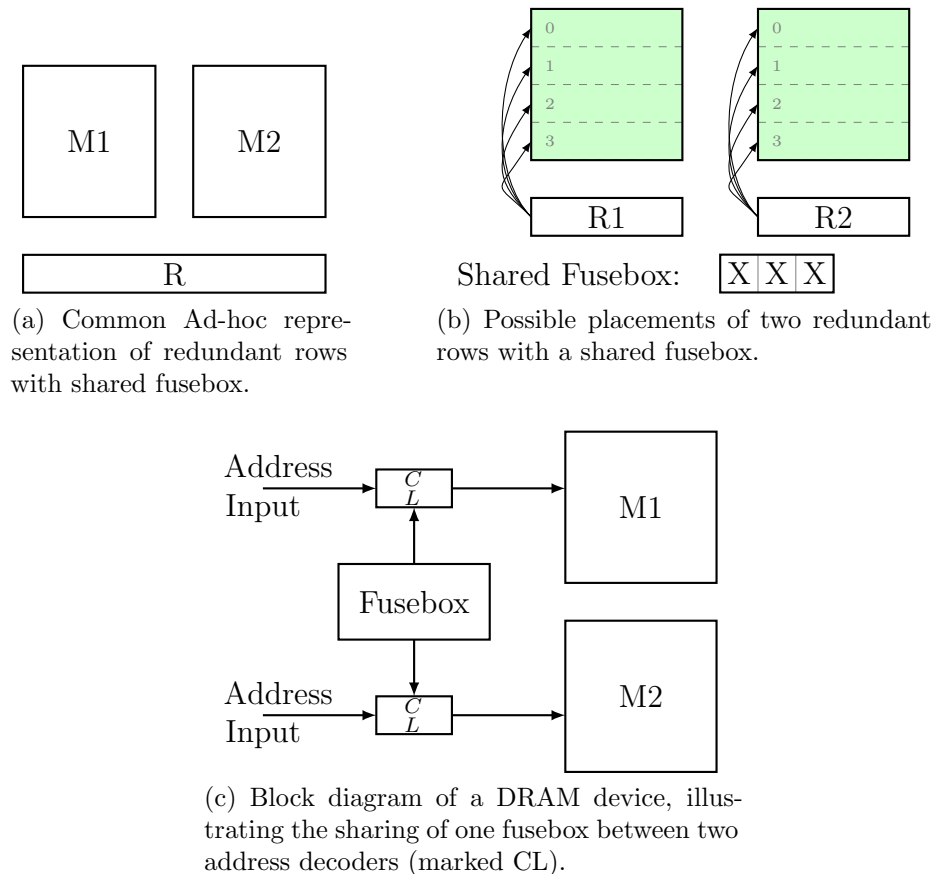 M1
M2
R
(a) Common Ad-hoc repre-
sentation of redundant rows
with shared fusebox.
0
1
2
3
R1
0
1
2
3
R2
Shared Fusebox: X X X
(b) Possible placements of two redundant
rows with a shared fusebox.
Address
Input
C
L
M1
Fusebox
Address
Input
C
L
M2
(c) Block diagram of a DRAM device, illus-
trating the sharing of one fusebox between two
address decoders (marked CL).